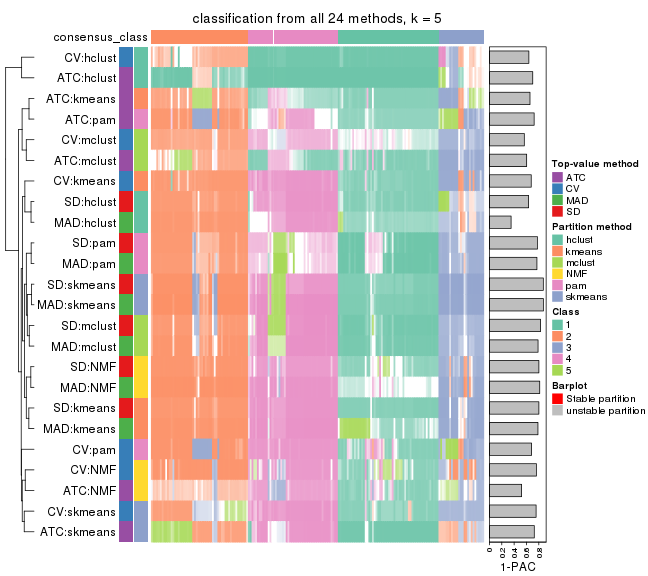 classification from all 24 methods, k = 5
consensus_class
CV:hclust
ATC:hclust
ATC:kmeans
ATC:pam
CV:mclust
ATC:mclust
CV:kmeans
SD:hclust
MAD:hclust
SD:pam
MAD:pam
SD:skmeans
MAD:skmeans
SD:mclust
MAD:mclust
SD:NMF
MAD:NMF
SD:kmeans
MAD:kmeans
CV:pam
CV:NMF
ATC:NMF
CV:skmeans
ATC:skmeans
0
0.2
0.4
0.6
0.8
1-PAC
Top-value method
ATC
CV
MAD
SD
Partition method
hclust
kmeans
mclust
NMF
pam
skmeans
Class
1
2
3
4
5
Barplot
Stable partition
unstable partition